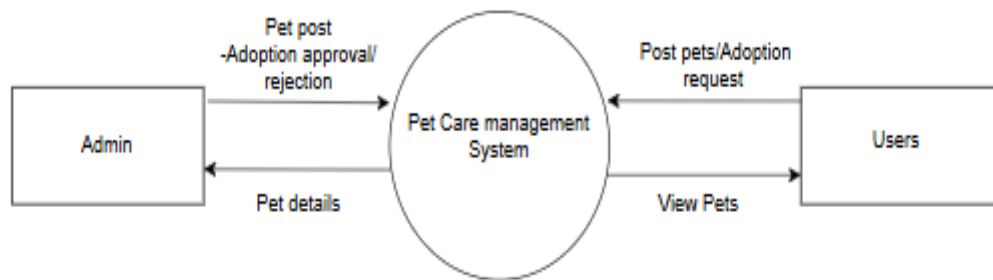 Pet post
-Adoption approval/
rejection
Post pets/Adoption
request
Admin
Pet Care management
System
Users
Pet details
View Pets